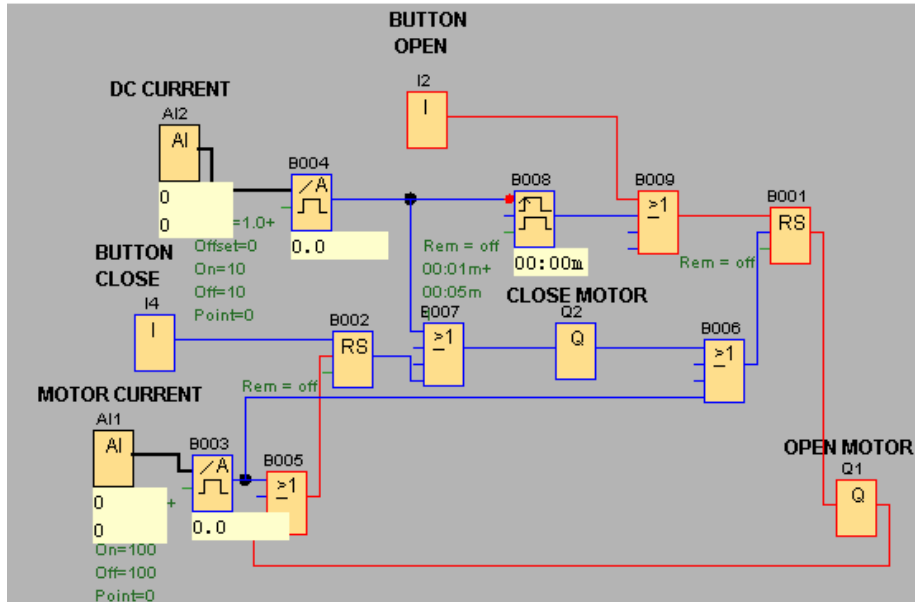 BUTTON
OPEN
I2
I
DC CURRENT
AI2
AI
0
0
=1.0+
Offset=0
On=10
Off=10
Point=0
B004
/A
0.0
B008
Rem = off
00:01m+
00:05m
00:00m
B009
>1
B001
RS
Rem = off
BUTTON
CLOSE
I4
I
B002
RS
Rem = off
B007
>1
CLOSE MOTOR
Q2
Q
B006
>1
MOTOR CURRENT
AI1
AI
0
0
+
On=100
Off=100
Point=0
B003
/A
0.0
B005
>1
OPEN MOTOR
Q1
Q